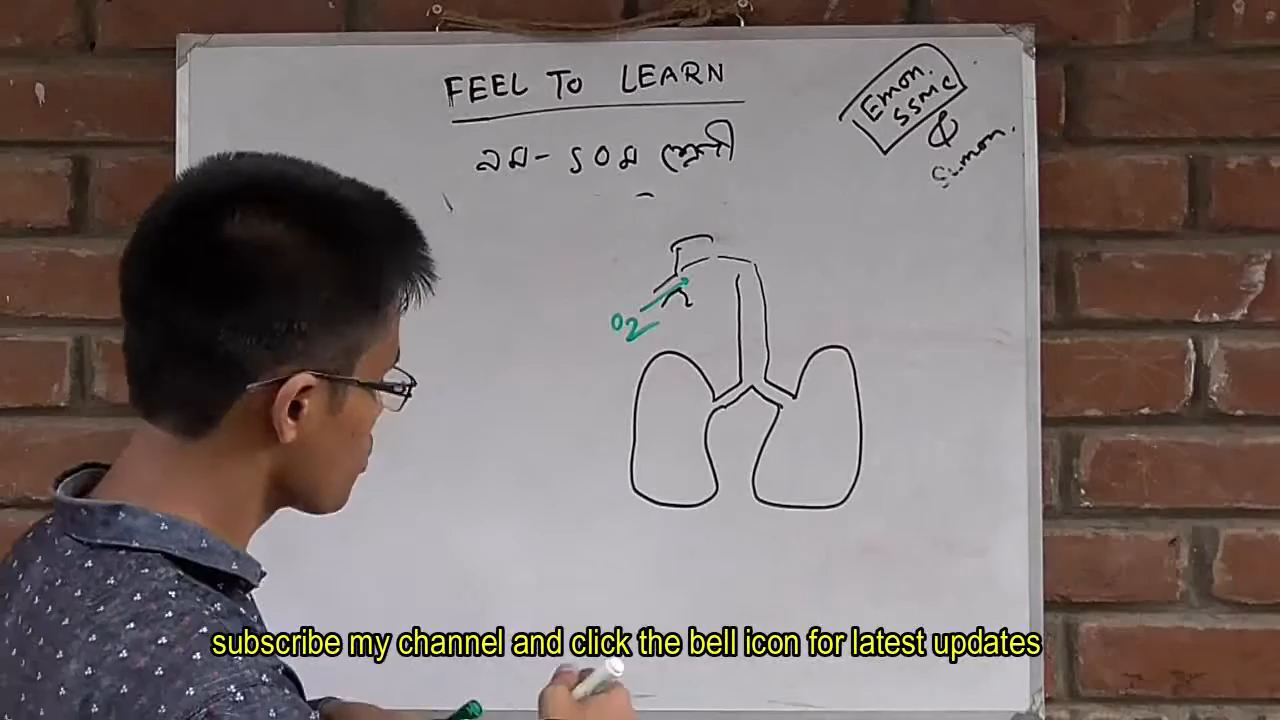 FEEL TO LEARN
৯ম - ১০ম শ্রেণী
Emon.
SSMC
&
Simon.
O2
subscribe my channel and click the bell icon for latest updates